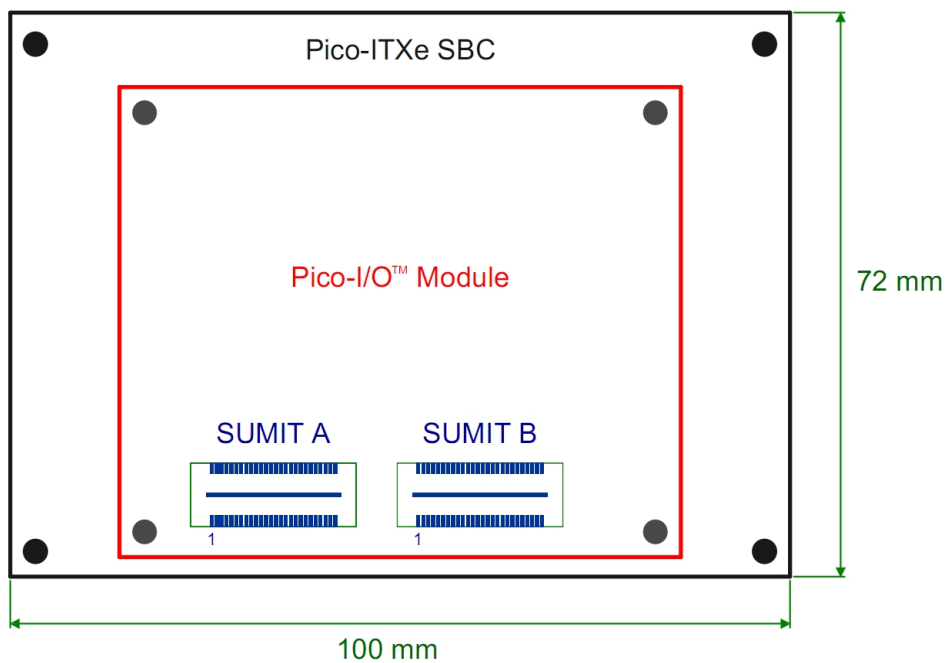 Pico-ITXe SBC
Pico-I/O™ Module
72 mm
SUMIT A
SUMIT B
1
1
100 mm